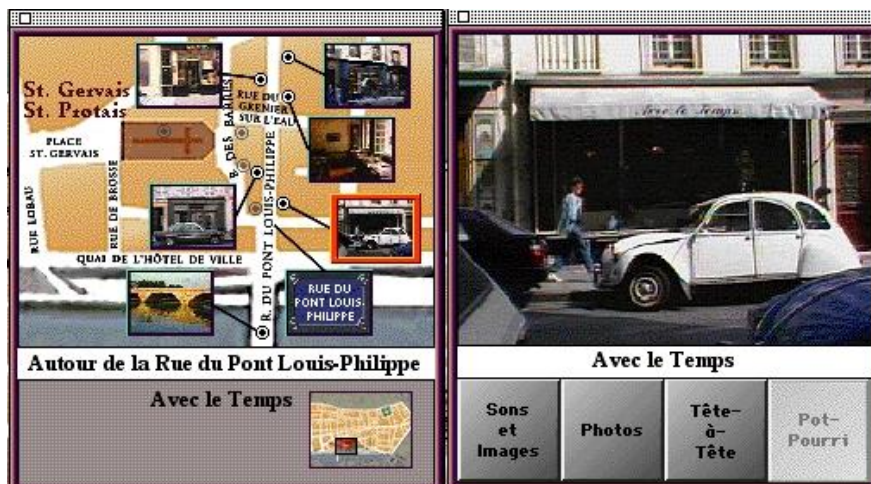 St. Gervais
St. Protais
PLACE
ST. GERVAIS
RUE LOBAU
RUE DE BROSSE
R. DES BARRES
RUE DU
GRENIER
SUR L'EAU
R. DU PONT LOUIS-PHILIPPE
QUAI DE L'HÔTEL DE VILLE
RUE DU
PONT LOUIS
PHILIPPE
Autour de la Rue du Pont Louis-Philippe
Avec le Temps
Avec le Temps
Avec le Temps
Sons
et
Images
Photos
Tête-
à-
Tête
Pot-
Pourri